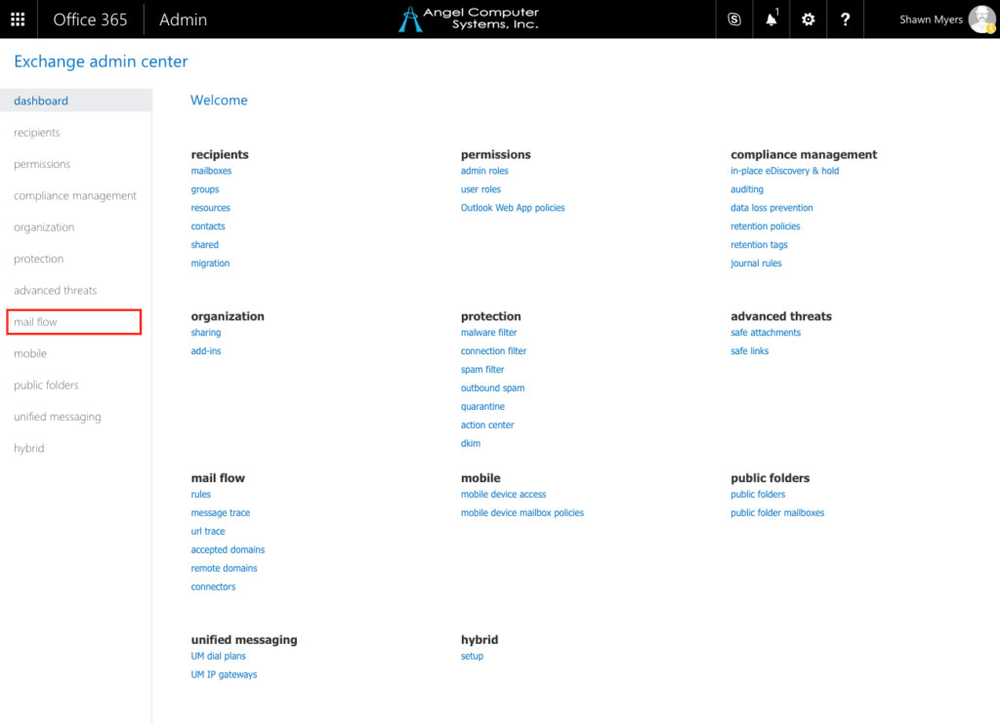 Office 365
Admin
Angel Computer
Systems, Inc.
1
?
Shawn Myers
Exchange admin center
dashboard
recipients
permissions
compliance management
organization
protection
advanced threats
mail flow
mobile
public folders
unified messaging
hybrid
Welcome
recipients
mailboxes
groups
resources
contacts
shared
migration
permissions
admin roles
user roles
Outlook Web App policies
compliance management
in-place eDiscovery & hold
auditing
data loss prevention
retention policies
retention tags
journal rules
organization
sharing
add-ins
protection
malware filter
connection filter
spam filter
outbound spam
quarantine
action center
dkim
advanced threats
safe attachments
safe links
mail flow
rules
message trace
url trace
accepted domains
remote domains
connectors
mobile
mobile device access
mobile device mailbox policies
public folders
public folders
public folder mailboxes
unified messaging
UM dial plans
UM IP gateways
hybrid
setup